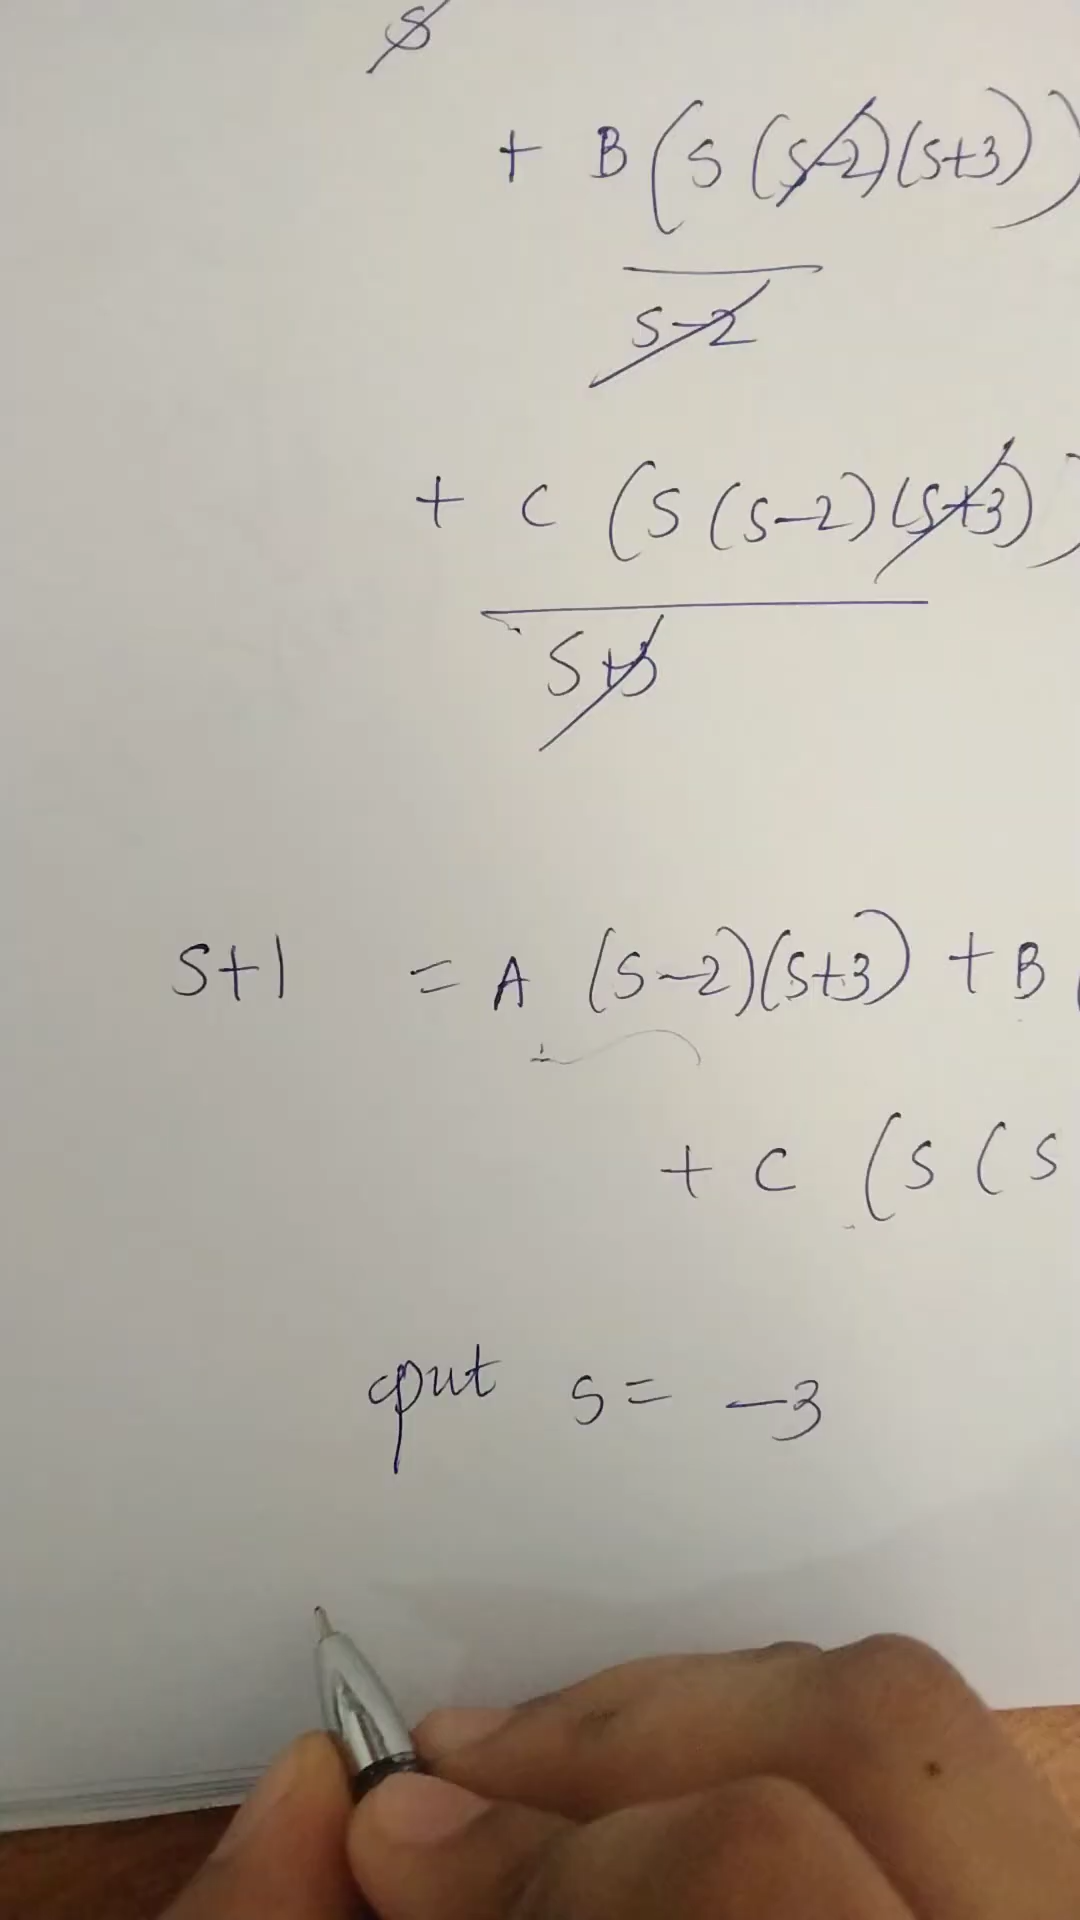 S
+ B(S(S-2)(S+3))
S-2
+ C (S(S-2)(S+3))
S+3
S+1 = A (S-2)(S+3) + B(
+ C (S(S
put S = -3